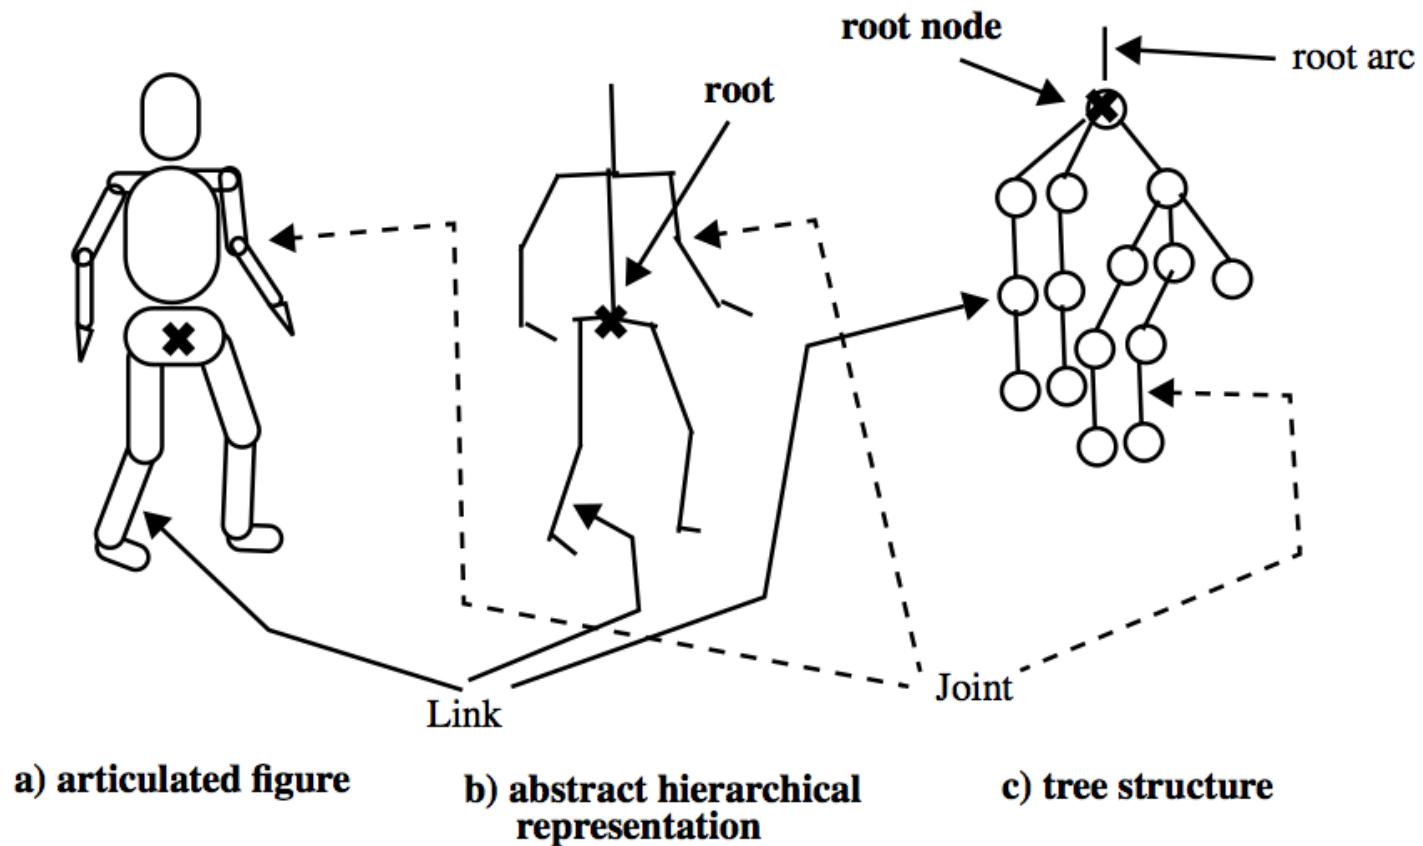 root node
root arc
root
Link
Joint
a) articulated figure
b) abstract hierarchical
representation
c) tree structure